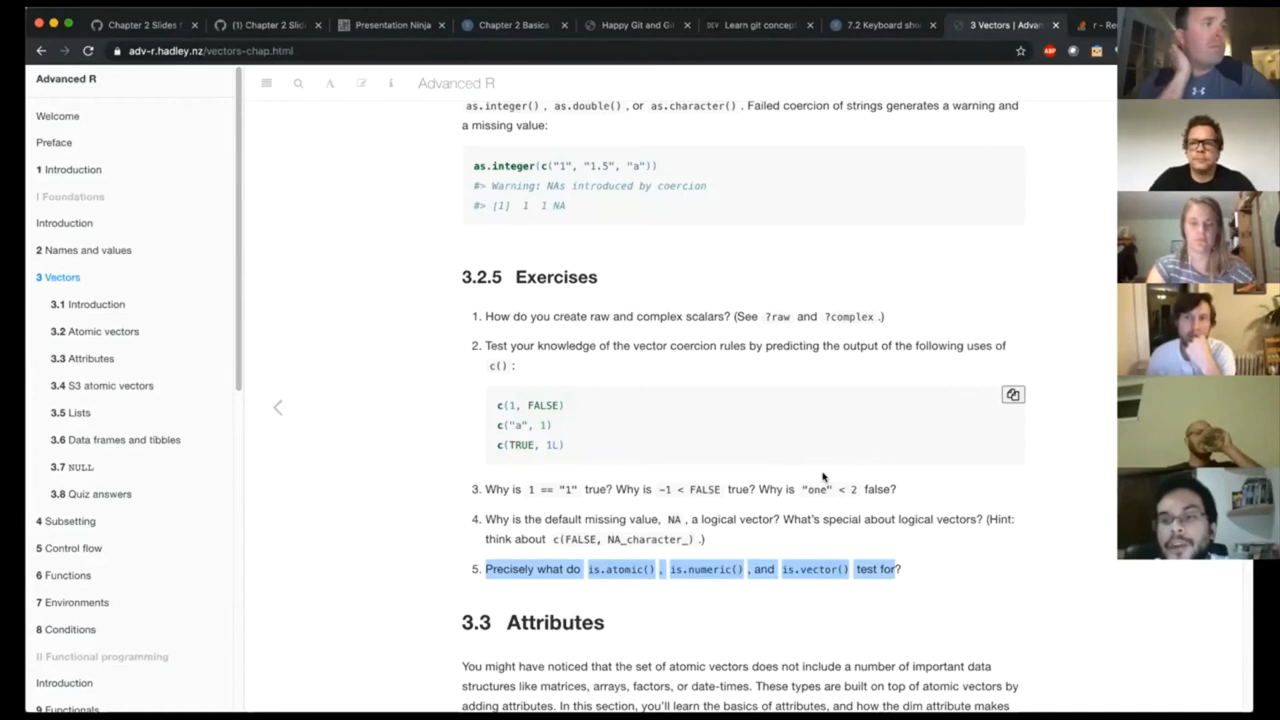 Chapter 2 Slides f
(1) Chapter 2 Slid
Presentation Ninja
Chapter 2 Basics
Happy Git and Gi
DEV Learn git concep
7.2 Keyboard sho
3 Vectors | Advan
r - Re
adv-r.hadley.nz/vectors-chap.html
ABP
Advanced R
Welcome
Preface
1 Introduction
I Foundations
Introduction
2 Names and values
3 Vectors
3.1 Introduction
3.2 Atomic vectors
3.3 Attributes
3.4 S3 atomic vectors
3.5 Lists
3.6 Data frames and tibbles
3.7 NULL
3.8 Quiz answers
4 Subsetting
5 Control flow
6 Functions
7 Environments
8 Conditions
II Functional programming
Introduction
9 Functionals
Advanced R
as.integer(), as.double(), or as.character(). Failed coercion of strings generates a warning and
a missing value:
as.integer(c("1", "1.5", "a"))
#> Warning: NAs introduced by coercion
#> [1] 1 1 NA
3.2.5 Exercises
1. How do you create raw and complex scalars? (See ?raw and ?complex.)
2. Test your knowledge of the vector coercion rules by predicting the output of the following uses of
c():
c(1, FALSE)
c("a", 1)
c(TRUE, 1L)
3. Why is 1 == "1" true? Why is -1 < FALSE true? Why is "one" < 2 false?
4. Why is the default missing value, NA, a logical vector? What's special about logical vectors? (Hint:
think about c(FALSE, NA_character_).)
5. Precisely what do is.atomic(), is.numeric(), and is.vector() test for?
3.3 Attributes
You might have noticed that the set of atomic vectors does not include a number of important data
structures like matrices, arrays, factors, or date-times. These types are built on top of atomic vectors by
adding attributes. In this section, you'll learn the basics of attributes, and how the dim attribute makes